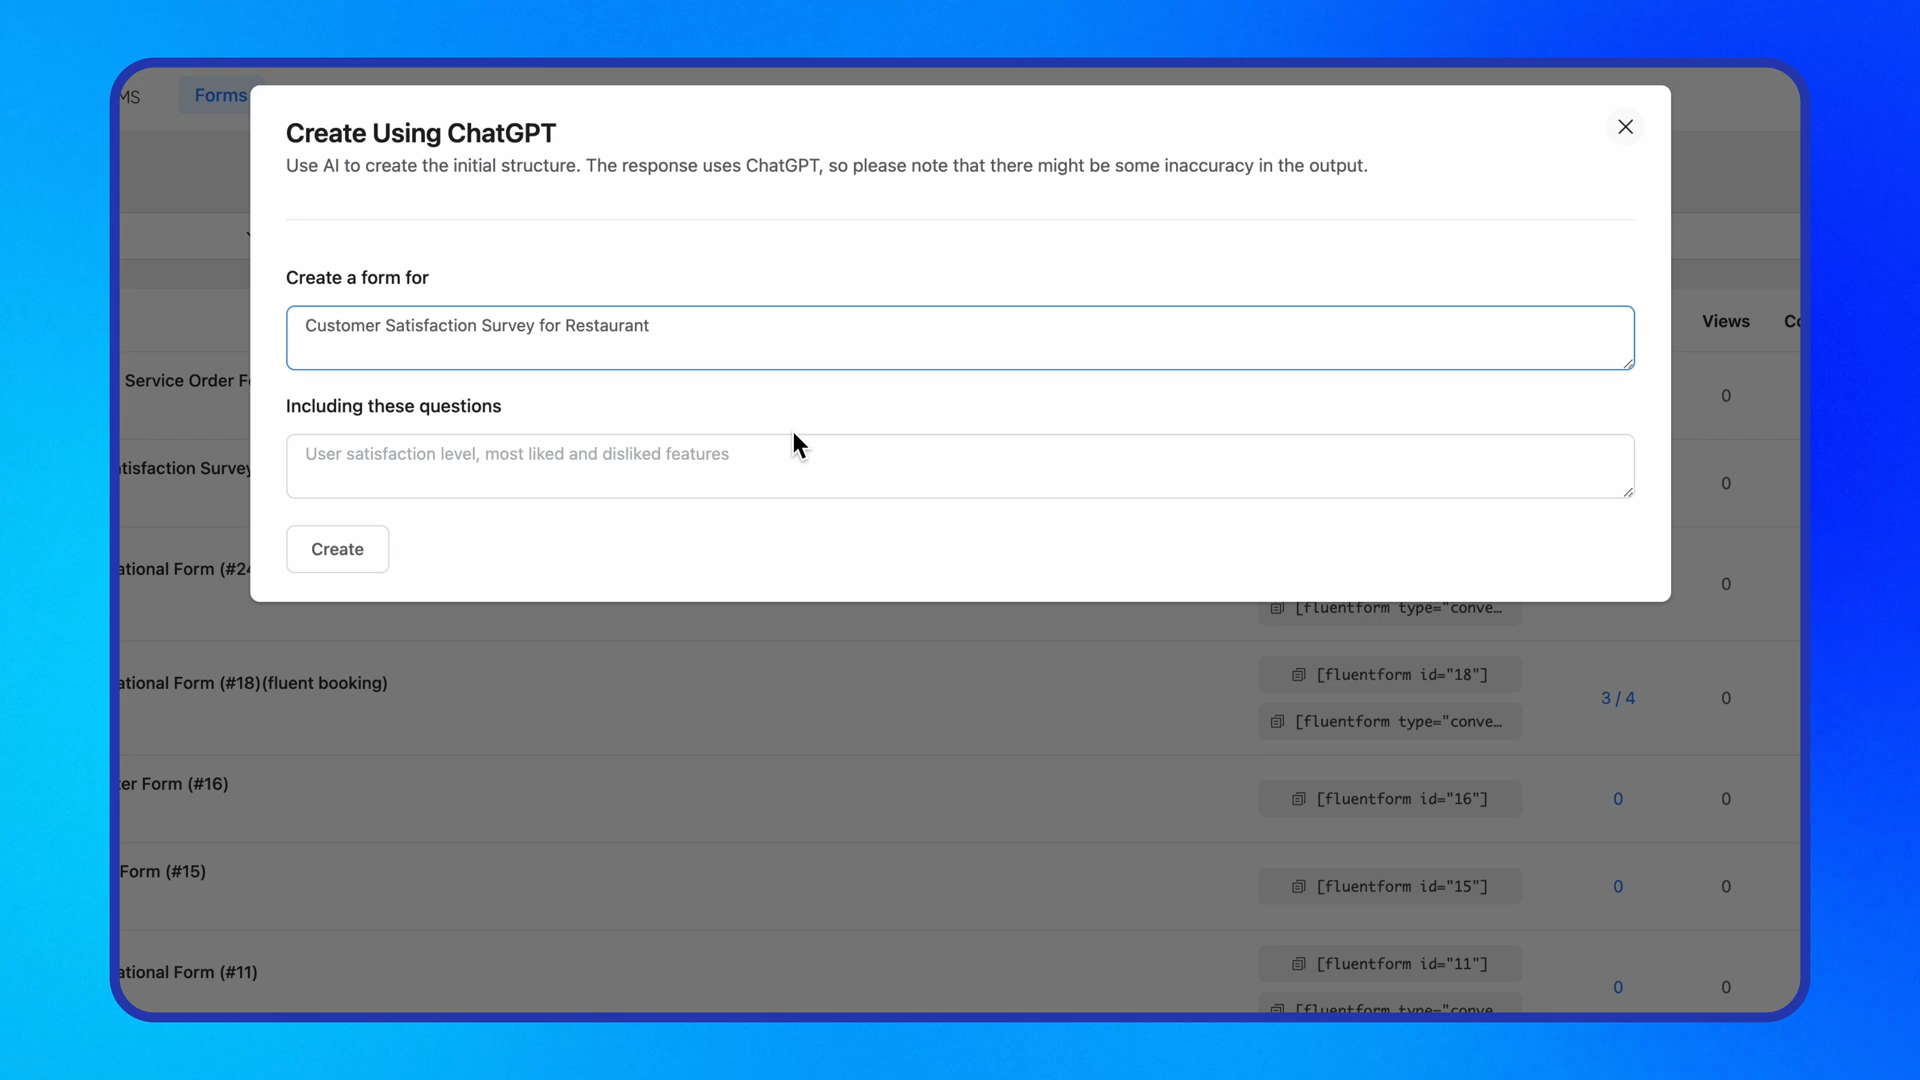 MS Forms
Create Using ChatGPT
Use AI to create the initial structure. The response uses ChatGPT, so please note that there might be some inaccuracy in the output.
Create a form for
Customer Satisfaction Survey for Restaurant
Including these questions
User satisfaction level, most liked and disliked features
Create
Views Co
Service Order Fo 0
tisfaction Survey 0
ational Form (#24 0
[fluentform type="conve...
ational Form (#18)(fluent booking) [fluentform id="18"] 3 / 4 0
[fluentform type="conve...
ter Form (#16) [fluentform id="16"] 0 0
Form (#15) [fluentform id="15"] 0 0
ational Form (#11) [fluentform id="11"] 0 0
[fluentform type="conve